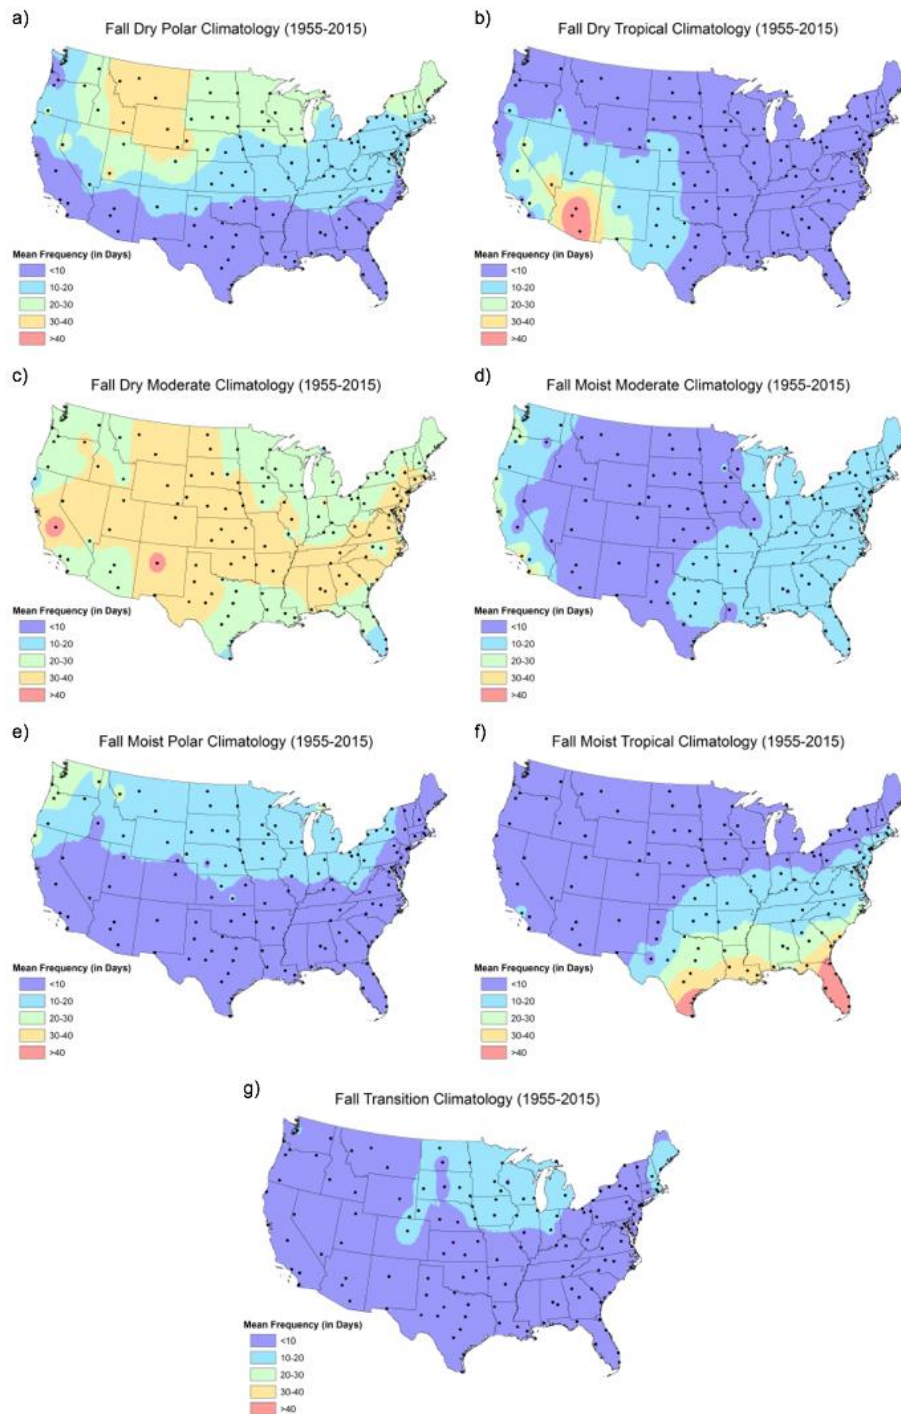 a)
Fall Dry Polar Climatology (1955-2015)
Mean Frequency (in Days)
<10
10-20
20-30
30-40
>40
b)
Fall Dry Tropical Climatology (1955-2015)
Mean Frequency (in Days)
<10
10-20
20-30
30-40
>40
c)
Fall Dry Moderate Climatology (1955-2015)
Mean Frequency (in Days)
<10
10-20
20-30
30-40
>40
d)
Fall Moist Moderate Climatology (1955-2015)
Mean Frequency (in Days)
<10
10-20
20-30
30-40
>40
e)
Fall Moist Polar Climatology (1955-2015)
Mean Frequency (in Days)
<10
10-20
20-30
30-40
>40
f)
Fall Moist Tropical Climatology (1955-2015)
Mean Frequency (in Days)
<10
10-20
20-30
30-40
>40
g)
Fall Transition Climatology (1955-2015)
Mean Frequency (in Days)
<10
10-20
20-30
30-40
>40